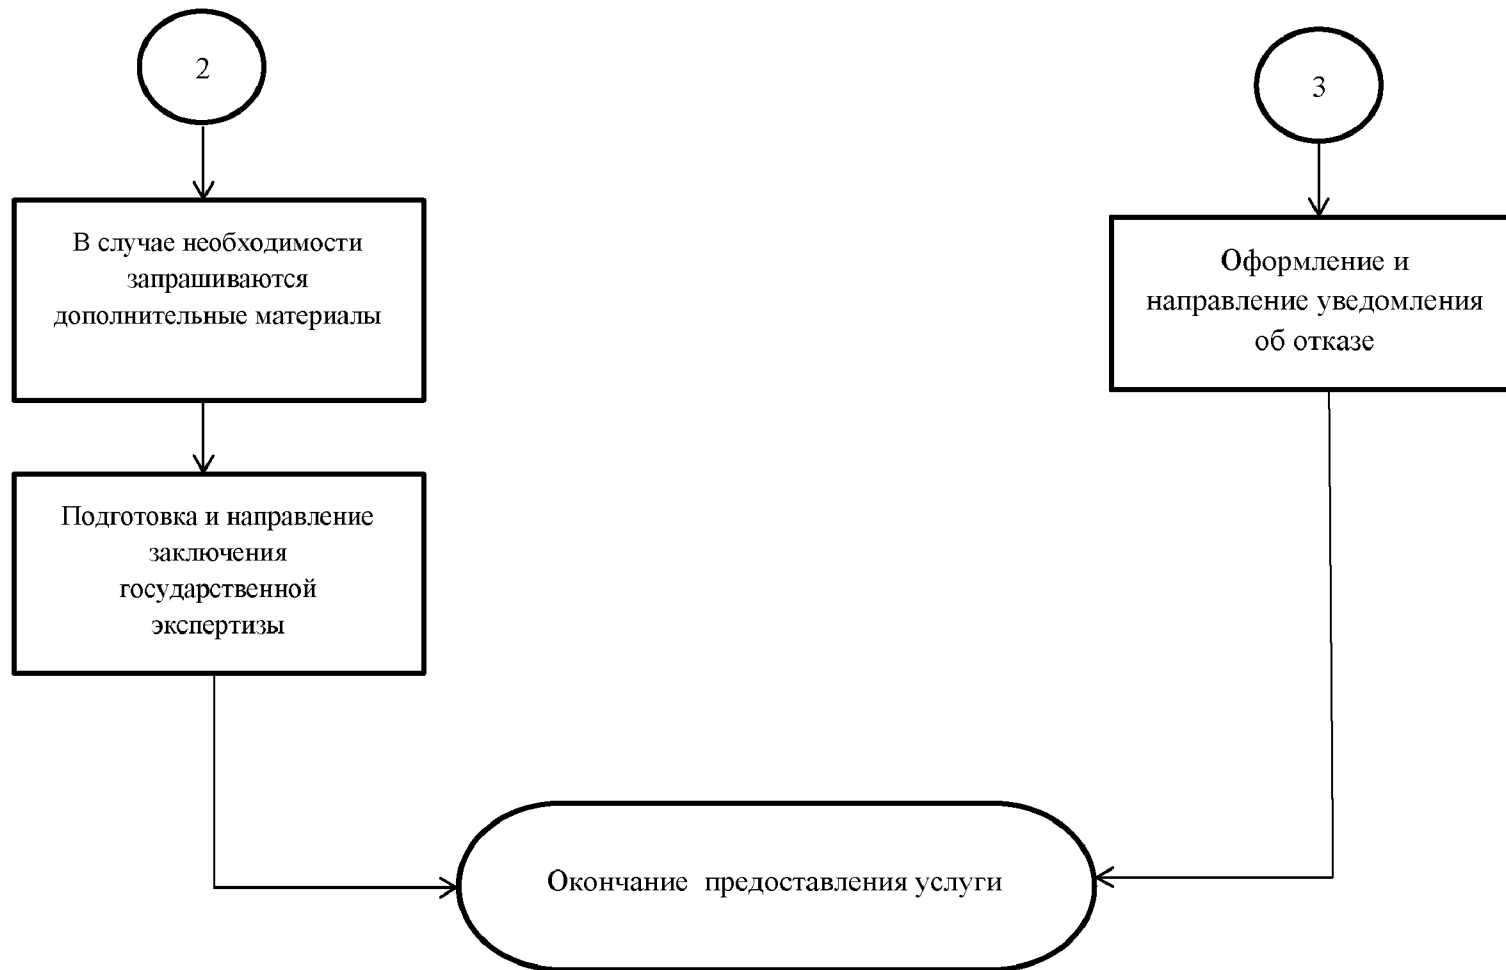 2
3
В случае необходимости
запрашиваются
дополнительные материалы
Оформление и
направление уведомления
об отказе
Подготовка и направление
заключения
государственной
экспертизы
Окончание предоставления услуги